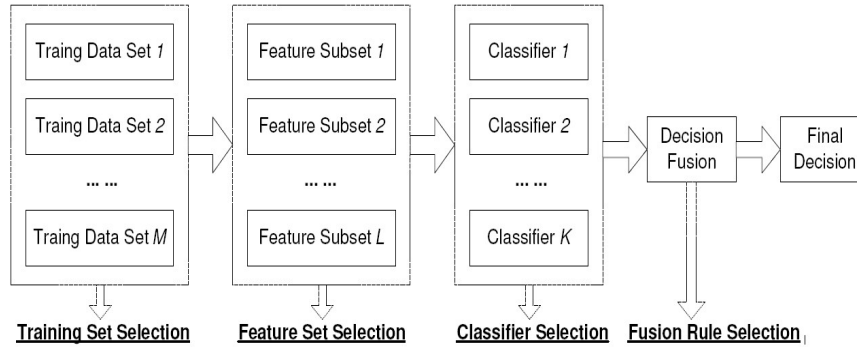 Traing Data Set 1
Traing Data Set 2
... ...
Traing Data Set M
Training Set Selection
Feature Subset 1
Feature Subset 2
... ...
Feature Subset L
Feature Set Selection
Classifier 1
Classifier 2
... ...
Classifier K
Classifier Selection
Decision
Fusion
Fusion Rule Selection
Final
Decision